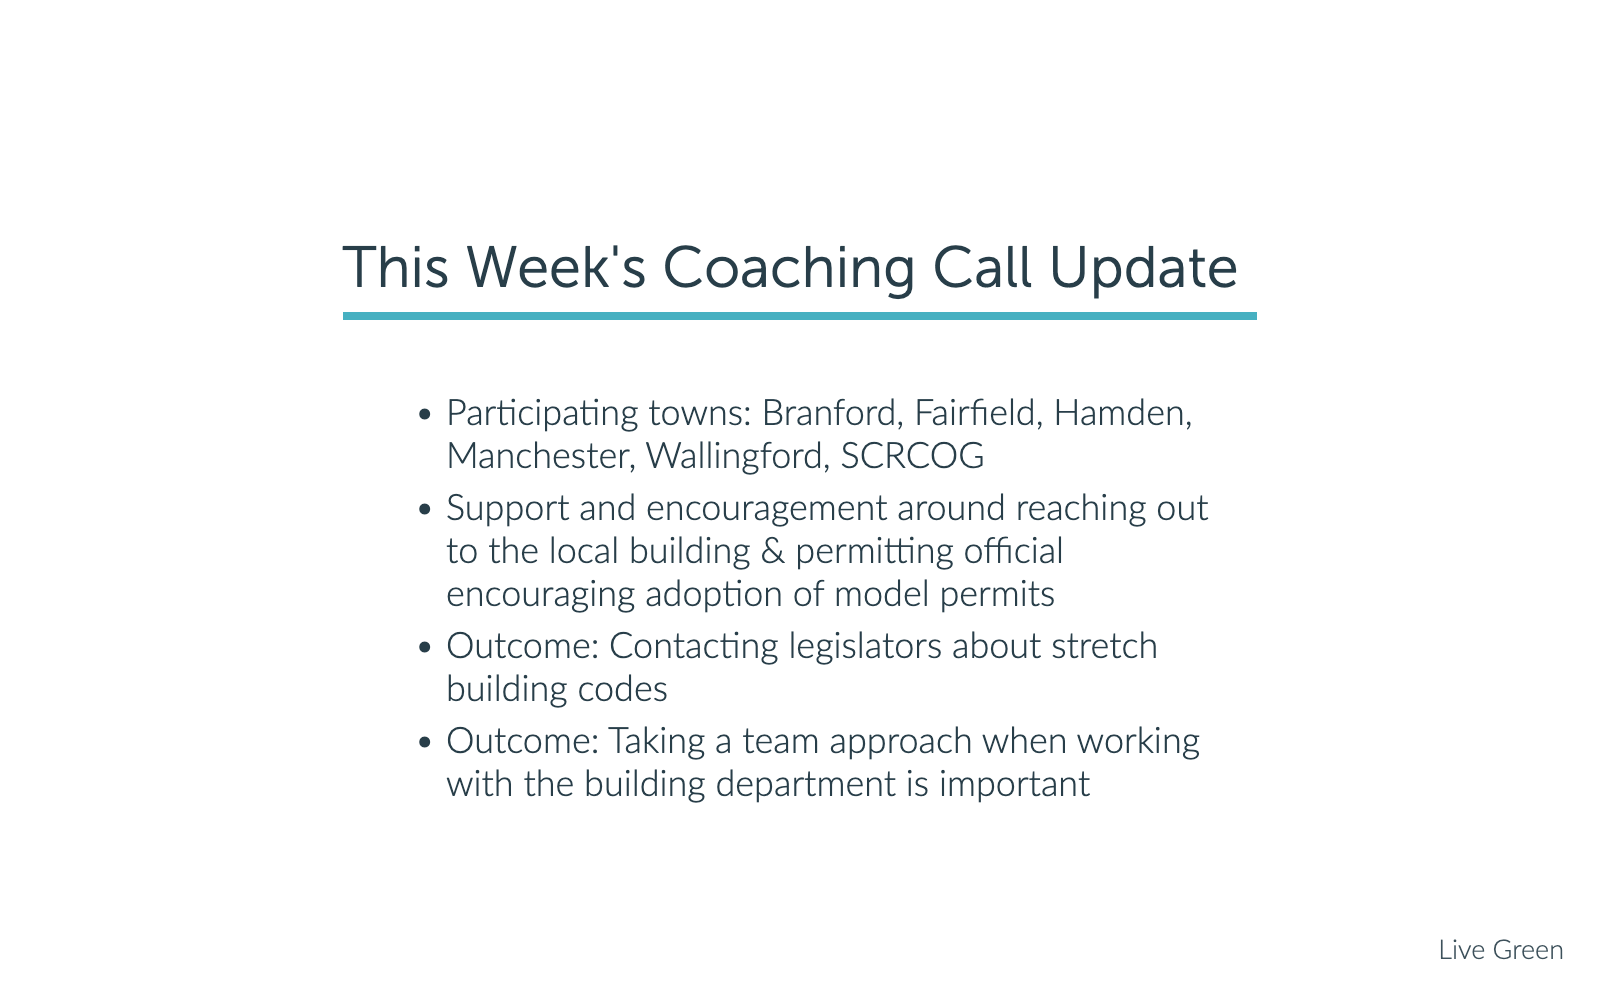 This Week's Coaching Call Update
• Participating towns: Branford, Fairfield, Hamden,
Manchester, Wallingford, SCRCOG
• Support and encouragement around reaching out
to the local building & permitting official
encouraging adoption of model permits
• Outcome: Contacting legislators about stretch
building codes
• Outcome: Taking a team approach when working
with the building department is important
Live Green